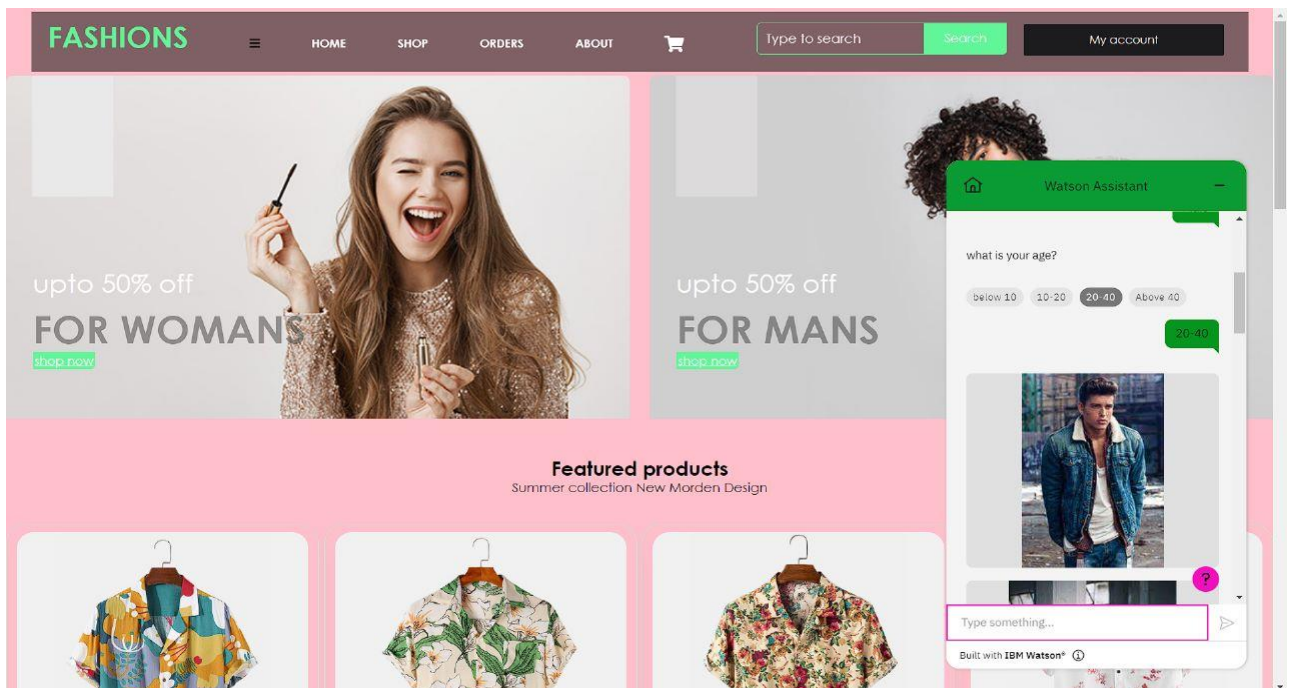 FASHIONS
HOME
SHOP
ORDERS
ABOUT
Type to search
Search
My account
upto 50% off
FOR WOMANS
shop now
upto 50% off
FOR MANS
shop now
Featured products
Summer collection New Morden Design
Watson Assistant
what is your age?
below 10
10-20
20-40
Above 40
20-40
?
Type something...
Built with IBM Watson®